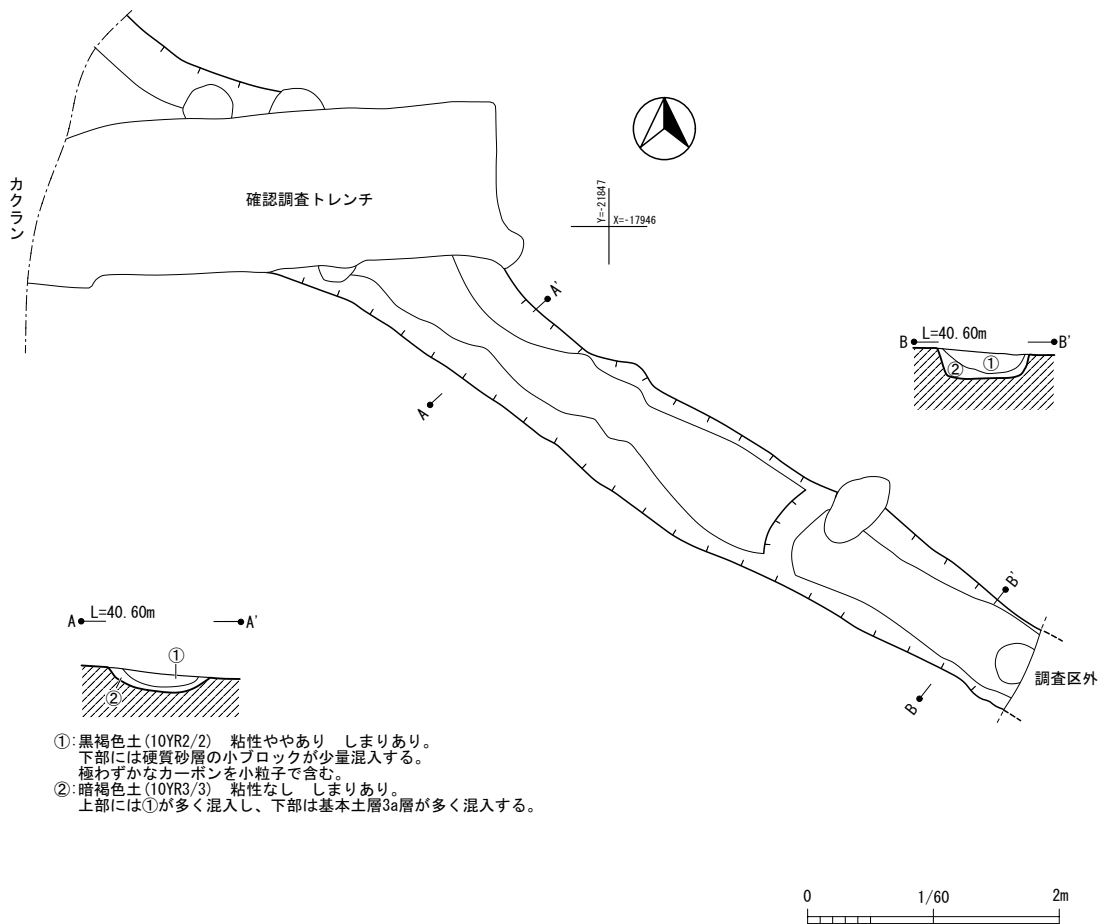 カクラン
確認調査トレンチ
Y=-21847
X=-17946
A'
A
B L=40.60m B'
①
②
B'
B
調査区外
A L=40.60m A'
①
②
①:黒褐色土(10YR2/2) 粘性ややあり しまりあり。
下部には硬質砂層の小ブロックが少量混入する。
極わずかなカーボンを小粒子で含む。
②:暗褐色土(10YR3/3) 粘性なし しまりあり。
上部には①が多く混入し、下部は基本土層3a層が多く混入する。
0 1/60 2m